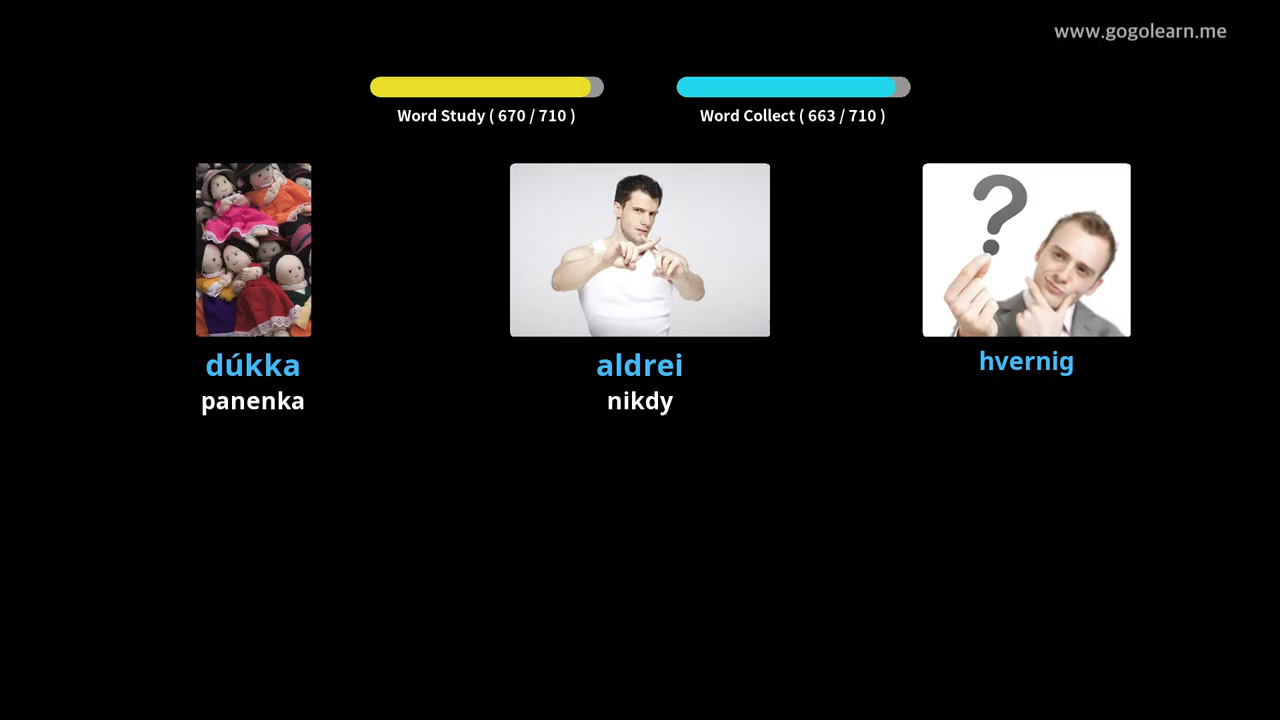 www.gogolearn.me
Word Study ( 670 / 710 )
Word Collect ( 663 / 710 )
dúkka
panenka
aldrei
nikdy
hvernig